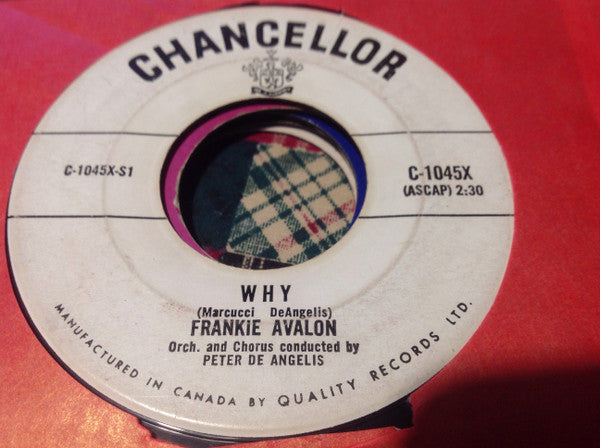 CHANCELLOR
C-1045X-S1
C-1045X
(ASCAP) 2:30
WHY
(Marcucci DeAngelis)
FRANKiE AVALON
Orch. and Chorus conducted by
PETER DE ANGELIS
MANUFACTURED IN CANADA BY QUALITY RECORDS LTD.